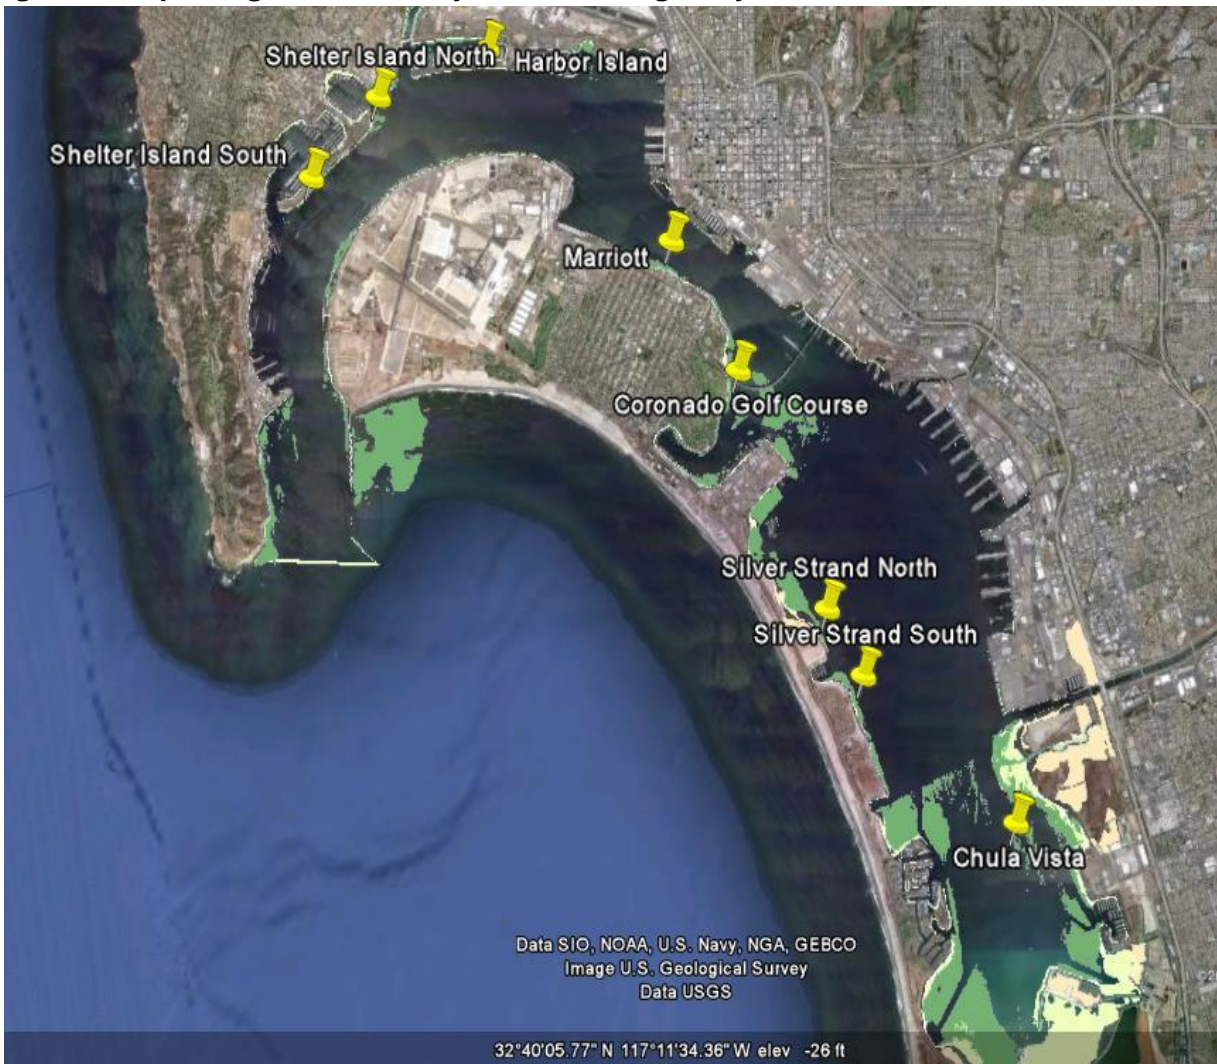 Shelter Island North
Harbor Island
Shelter Island South
Marriott
Coronado Golf Course
Silver Strand North
Silver Strand South
Chula Vista
Data SIO, NOAA, U.S. Navy, NGA, GEBCO
Image U.S. Geological Survey
Data USGS
32°40'05.77" N 117°11'34.36" W elev -26 ft